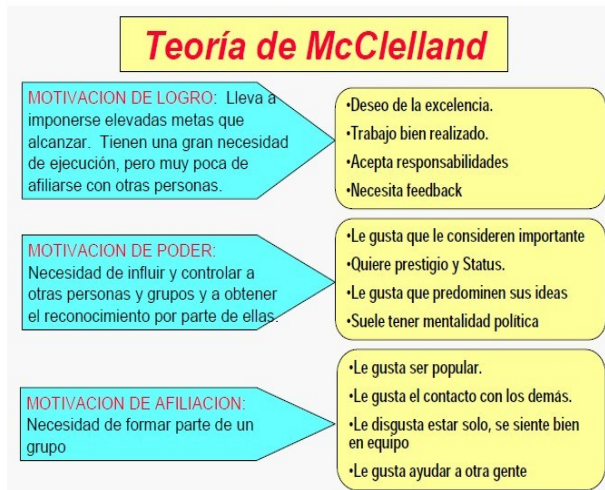 Teoría de McClelland
MOTIVACION DE LOGRO: Lleva a
imponerse elevadas metas que
alcanzar. Tienen una gran necesidad
de ejecución, pero muy poca de
afiliarse con otras personas.
•Deseo de la excelencia.
•Trabajo bien realizado.
•Acepta responsabilidades
•Necesita feedback
MOTIVACION DE PODER:
Necesidad de influir y controlar a
otras personas y grupos y a obtener
el reconocimiento por parte de ellas.
•Le gusta que le consideren importante
•Quiere prestigio y Status.
•Le gusta que predominen sus ideas
•Suele tener mentalidad política
MOTIVACION DE AFILIACION:
Necesidad de formar parte de un
grupo
•Le gusta ser popular.
•Le gusta el contacto con los demás.
•Le disgusta estar solo, se siente bien
en equipo
•Le gusta ayudar a otra gente